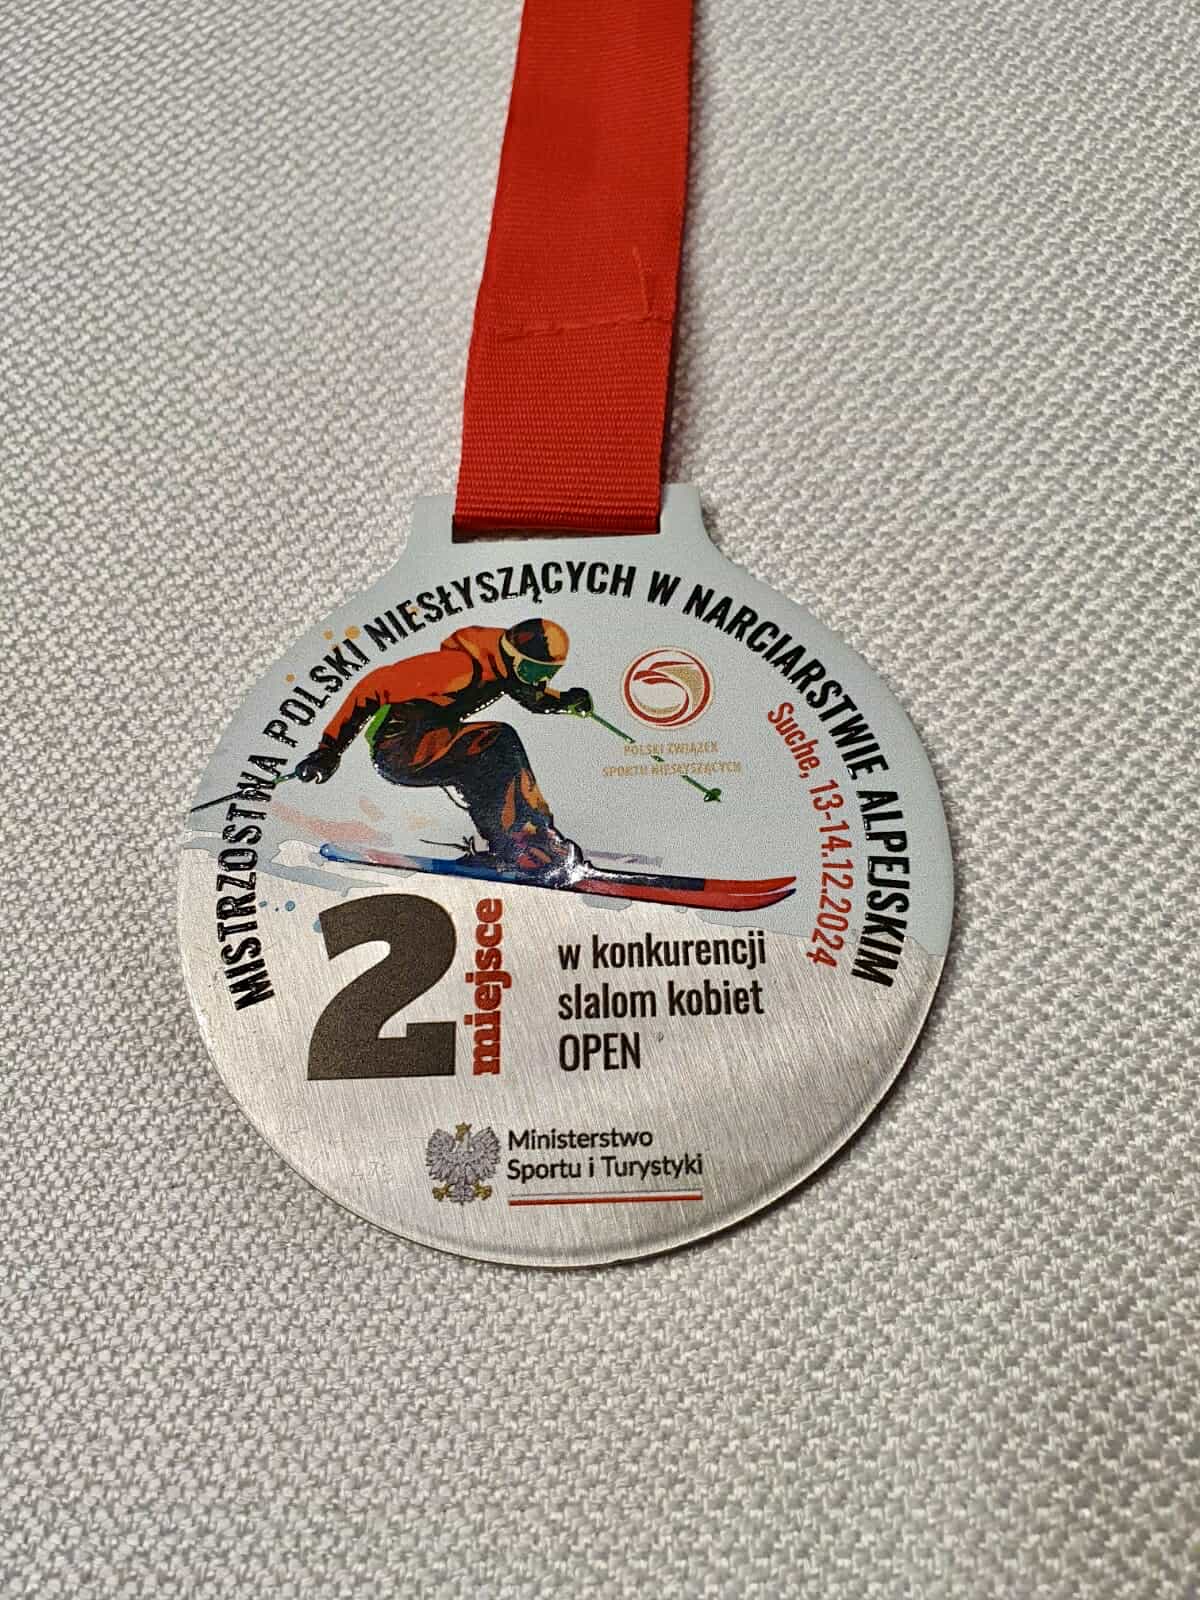 MISTRZOSTWA POLSKI NIESŁYSZĄCYCH W NARCIARSTWIE ALPEJSKIM
Suche, 13-14.12.2024
POLSKI ZWIĄZEK
SPORTU NIESŁYSZĄCYCH
2
miejsce
w konkurencji
slalom kobiet
OPEN
Ministerstwo
Sportu i Turystyki